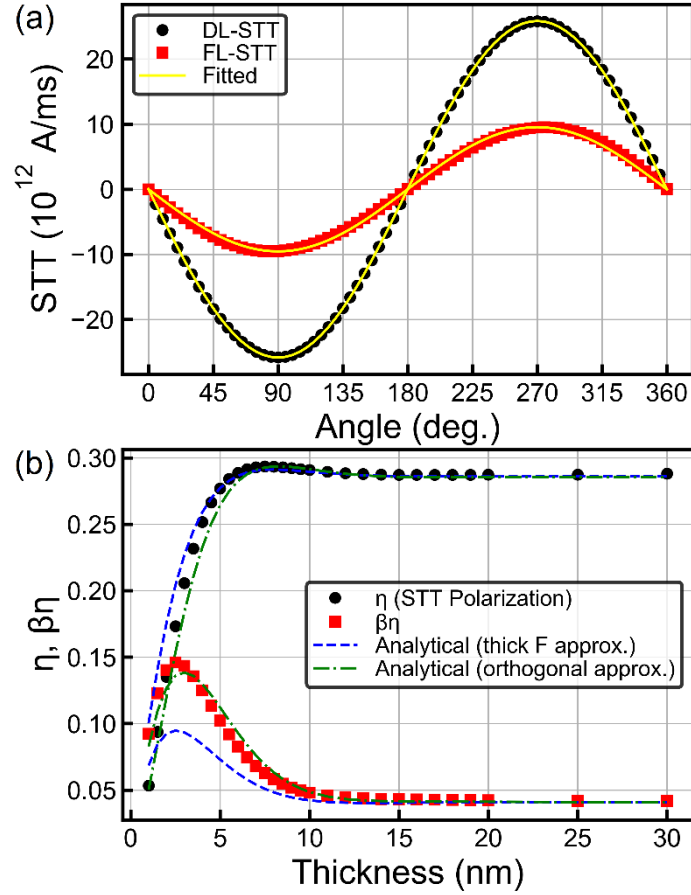 (a)
DL-STT
FL-STT
Fitted
STT (10¹² A/ms)
20
10
0
−10
−20
0 45 90 135 180 225 270 315 360
Angle (deg.)
(b)
η, βη
0.30
0.25
0.20
0.15
0.10
0.05
η (STT Polarization)
βη
Analytical (thick F approx.)
Analytical (orthogonal approx.)
0 5 10 15 20 25 30
Thickness (nm)